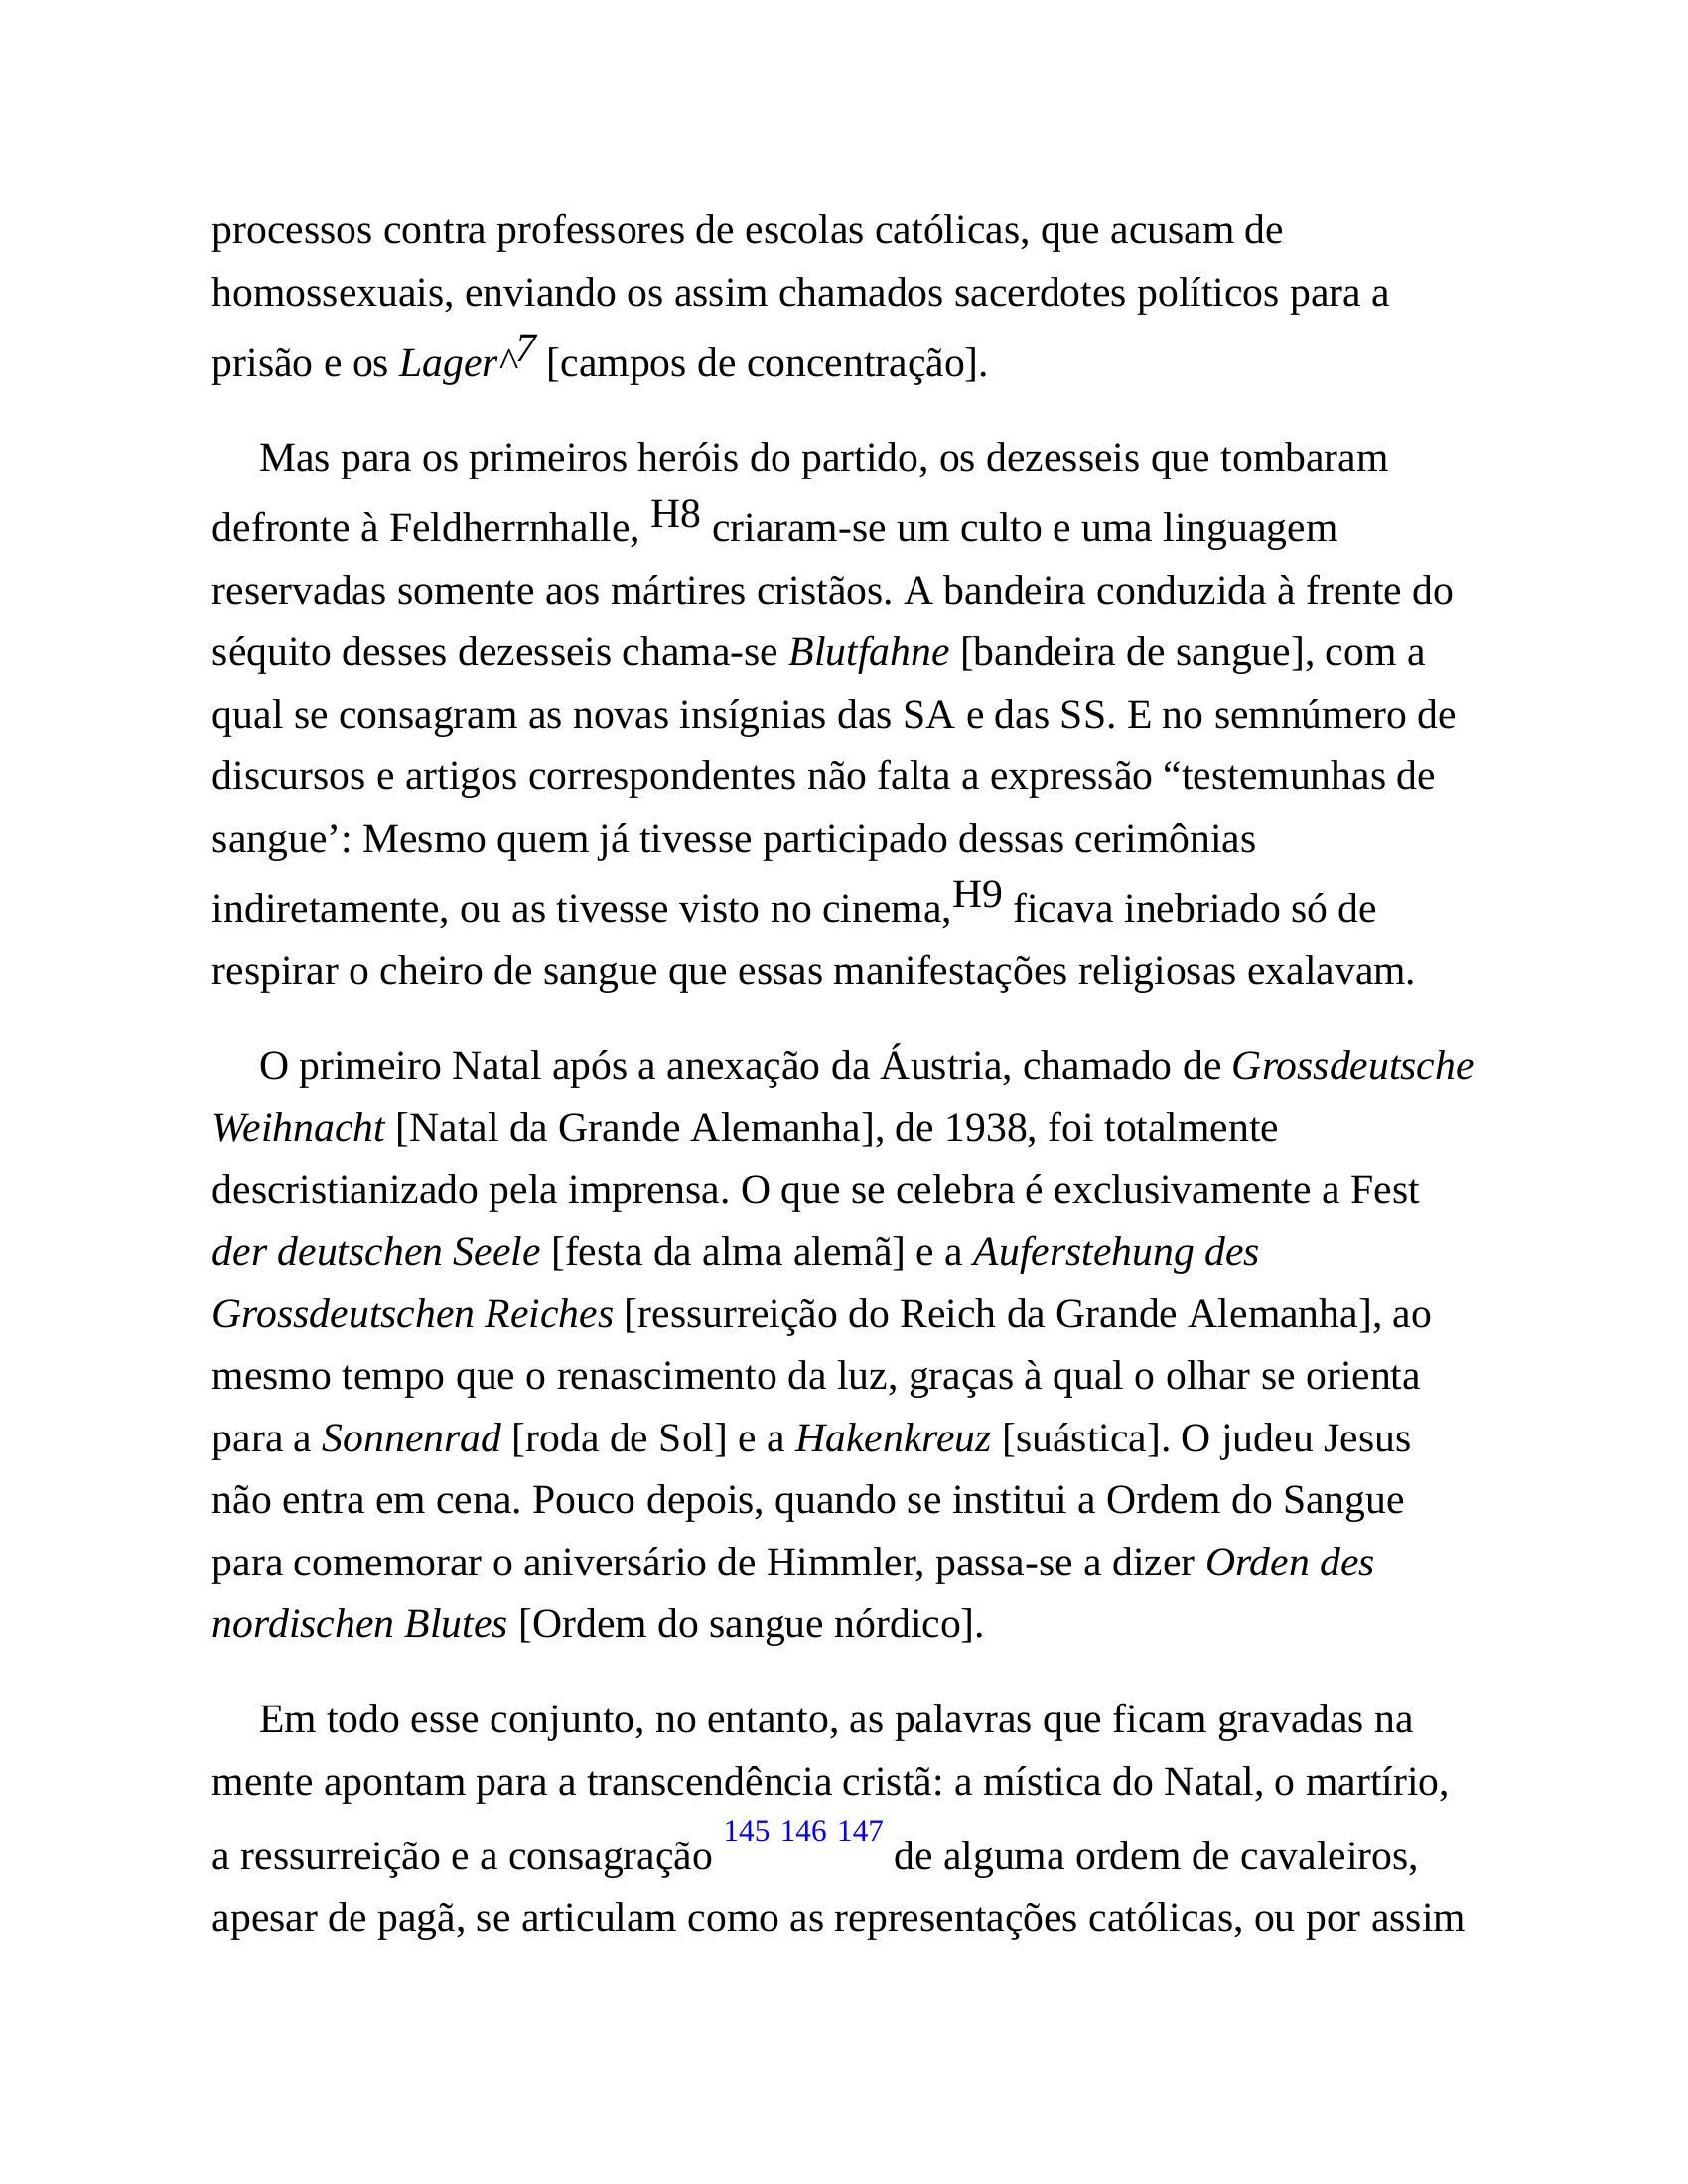 processos contra professores de escolas católicas, que acusam de
homossexuais, enviando os assim chamados sacerdotes políticos para a
prisão e os Lager^7 [campos de concentração].
Mas para os primeiros heróis do partido, os dezesseis que tombaram
defronte à Feldherrnhalle, H8 criaram-se um culto e uma linguagem
reservadas somente aos mártires cristãos. A bandeira conduzida à frente do
séquito desses dezesseis chama-se Blutfahne [bandeira de sangue], com a
qual se consagram as novas insígnias das SA e das SS. E no semnúmero de
discursos e artigos correspondentes não falta a expressão “testemunhas de
sangue’: Mesmo quem já tivesse participado dessas cerimônias
indiretamente, ou as tivesse visto no cinema,H9 ficava inebriado só de
respirar o cheiro de sangue que essas manifestações religiosas exalavam.
O primeiro Natal após a anexação da Áustria, chamado de Grossdeutsche
Weihnacht [Natal da Grande Alemanha], de 1938, foi totalmente
descristianizado pela imprensa. O que se celebra é exclusivamente a Fest
der deutschen Seele [festa da alma alemã] e a Auferstehung des
Grossdeutschen Reiches [ressurreição do Reich da Grande Alemanha], ao
mesmo tempo que o renascimento da luz, graças à qual o olhar se orienta
para a Sonnenrad [roda de Sol] e a Hakenkreuz [suástica]. O judeu Jesus
não entra em cena. Pouco depois, quando se institui a Ordem do Sangue
para comemorar o aniversário de Himmler, passa-se a dizer Orden des
nordischen Blutes [Ordem do sangue nórdico].
Em todo esse conjunto, no entanto, as palavras que ficam gravadas na
mente apontam para a transcendência cristã: a mística do Natal, o martírio,
a ressurreição e a consagração 145 146 147 de alguma ordem de cavaleiros,
apesar de pagã, se articulam como as representações católicas, ou por assim